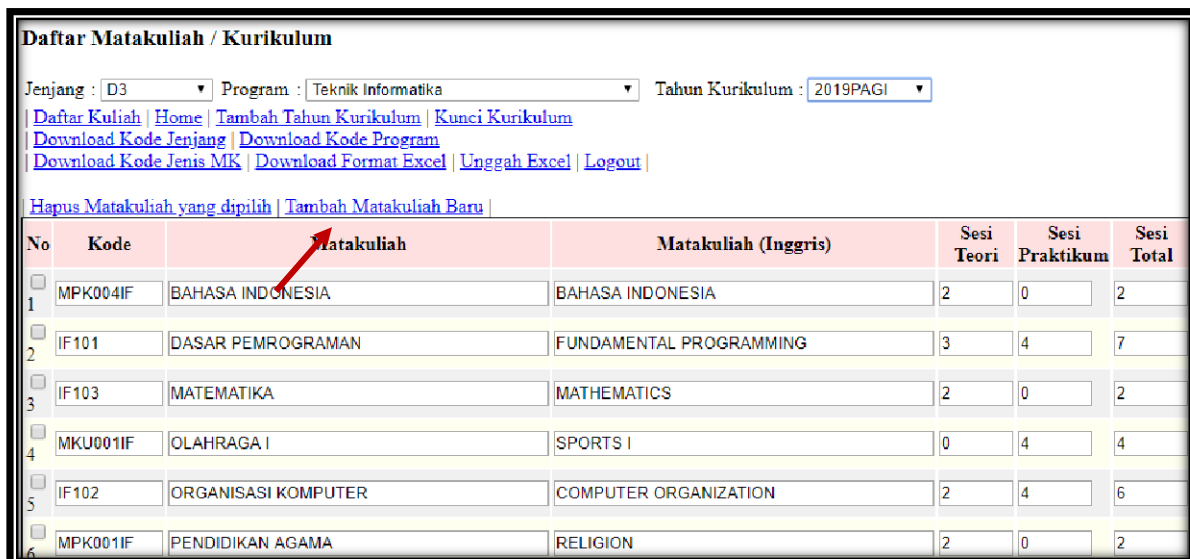 Daftar Matakuliah / Kurikulum
Jenjang : D3 Program : Teknik Informatika Tahun Kurikulum : 2019PAGI
| Daftar Kuliah | Home | Tambah Tahun Kurikulum | Kunci Kurikulum
| Download Kode Jenjang | Download Kode Program
| Download Kode Jenis MK | Download Format Excel | Unggah Excel | Logout |
| Hapus Matakuliah yang dipilih | Tambah Matakuliah Baru |
No Kode Matakuliah Matakuliah (Inggris) Sesi Teori Sesi Praktikum Sesi Total
1 MPK004IF BAHASA INDONESIA BAHASA INDONESIA 2 0 2
2 IF101 DASAR PEMROGRAMAN FUNDAMENTAL PROGRAMMING 3 4 7
3 IF103 MATEMATIKA MATHEMATICS 2 0 2
4 MKU001IF OLAHRAGA I SPORTS I 0 4 4
5 IF102 ORGANISASI KOMPUTER COMPUTER ORGANIZATION 2 4 6
6 MPK001IF PENDIDIKAN AGAMA RELIGION 2 0 2